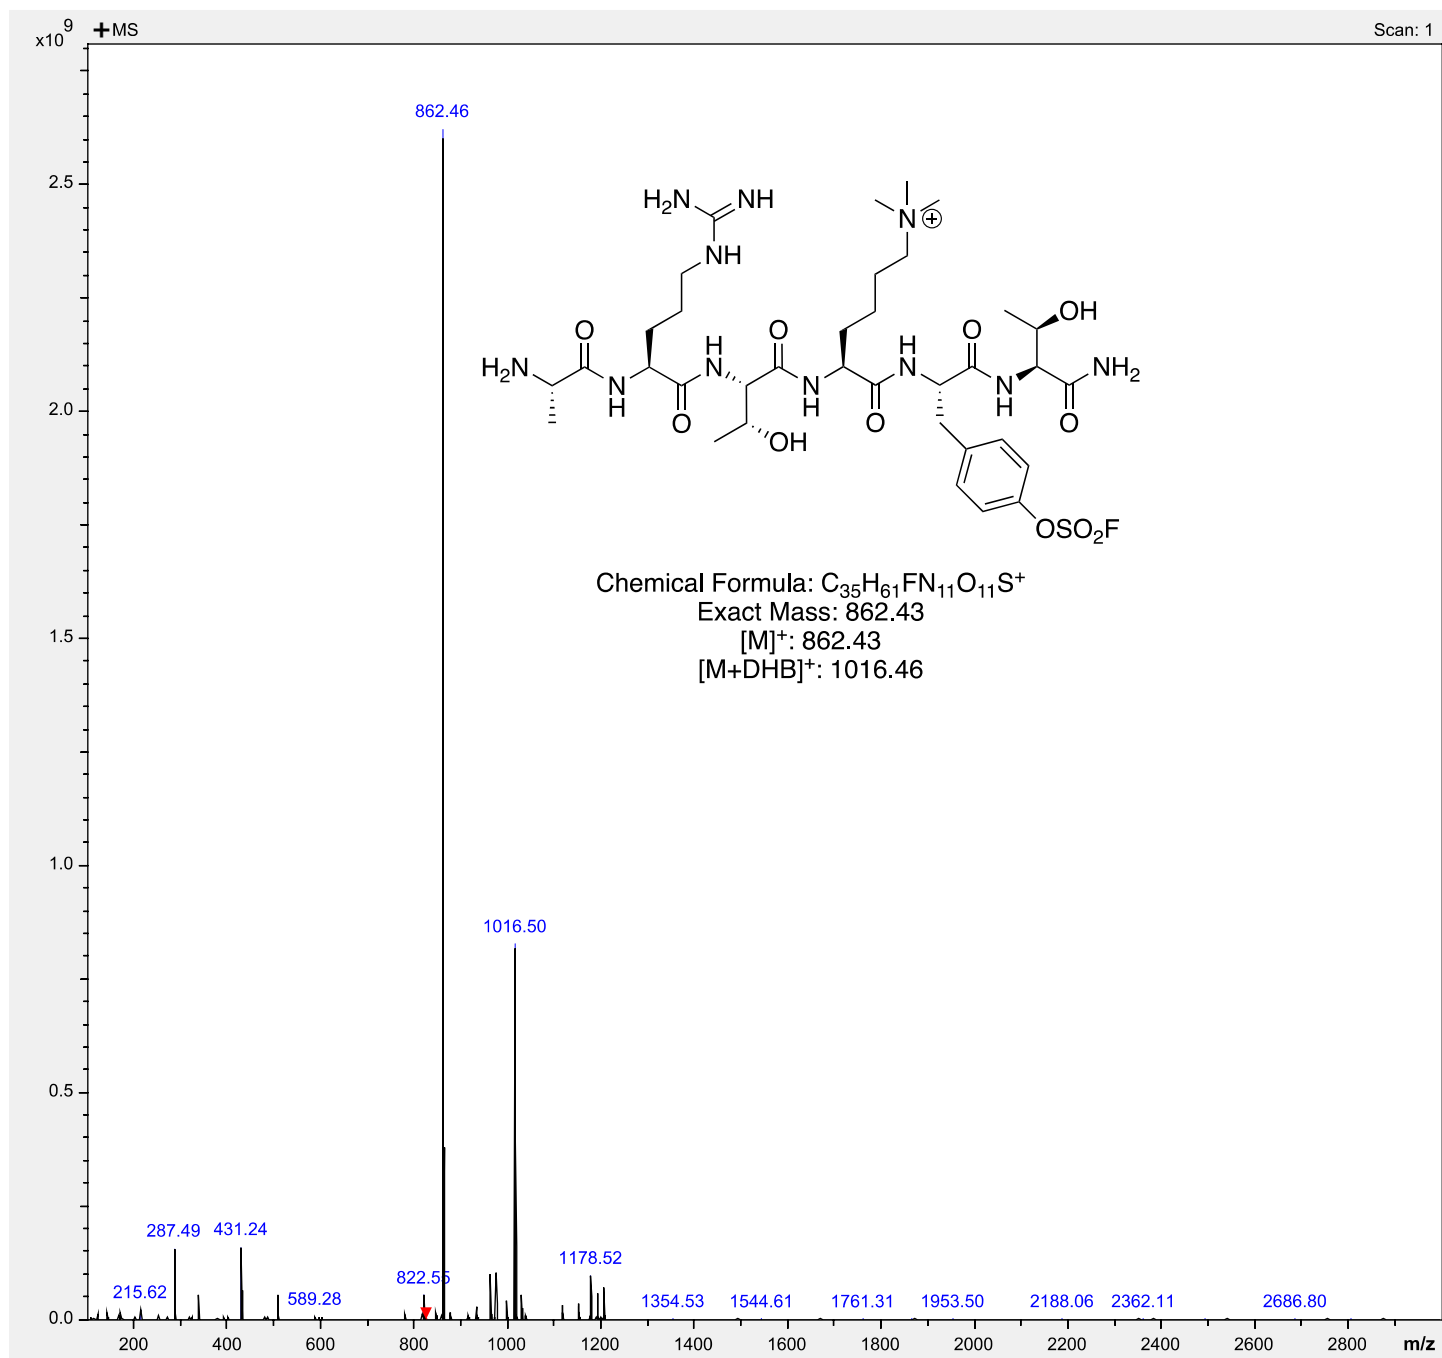 x10⁹
+MS
Scan: 1
862.46
2.5
2.0
1.5
1.0
0.5
0.0
H₂N
NH
NH
N⊕
O
H
N
O
H
N
O
OH
H₂N
N
H
O
N
H
O
N
H
O
NH₂
OH
OSO₂F
Chemical Formula: C₃₅H₆₁FN₁₁O₁₁S⁺
Exact Mass: 862.43
[M]⁺: 862.43
[M+DHB]⁺: 1016.46
1016.50
287.49
431.24
1178.52
822.55
215.62
589.28
1354.53
1544.61
1761.31
1953.50
2188.06
2362.11
2686.80
200 400 600 800 1000 1200 1400 1600 1800 2000 2200 2400 2600 2800 m/z